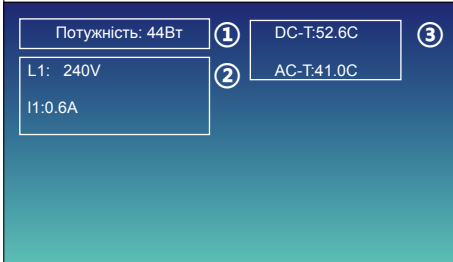 Потужність: 44Вт
①
L1: 240V
②
I1:0.6A
DC-T:52.6C
③
AC-T:41.0C